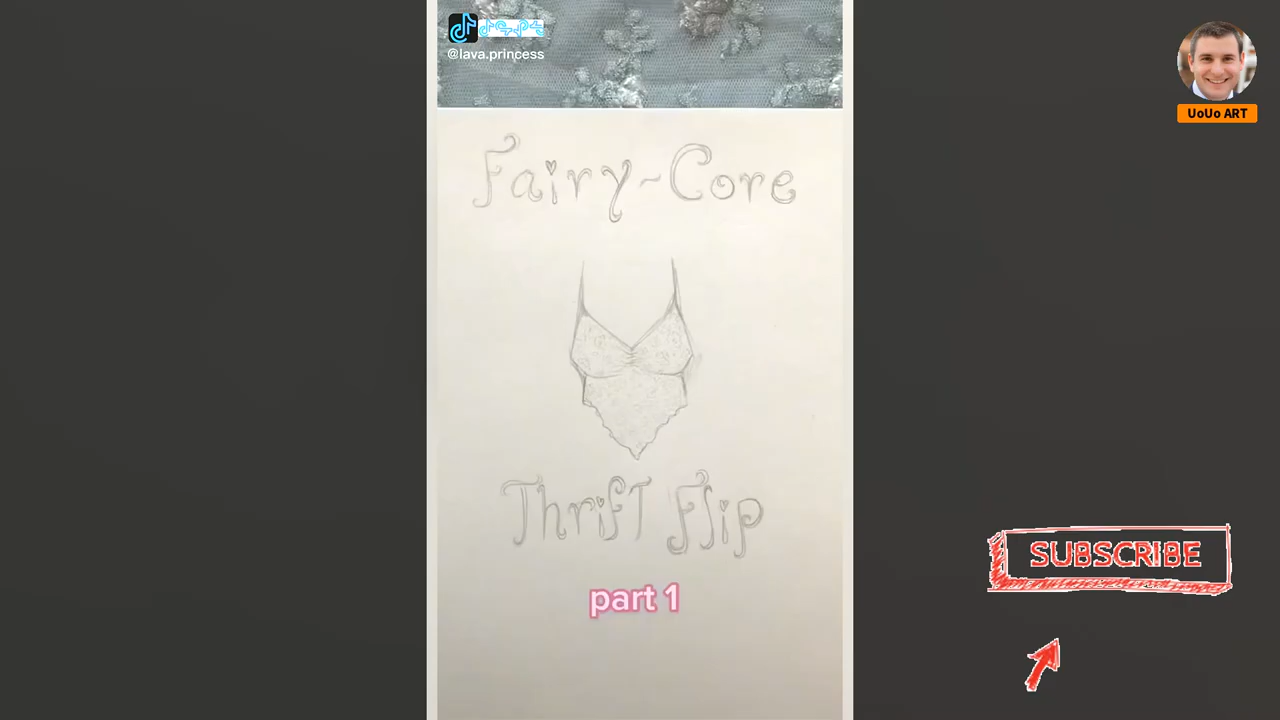 @lava.princess
UoUo ART
Fairy~Core
Thrift Flip
part 1
SUBSCRIBE